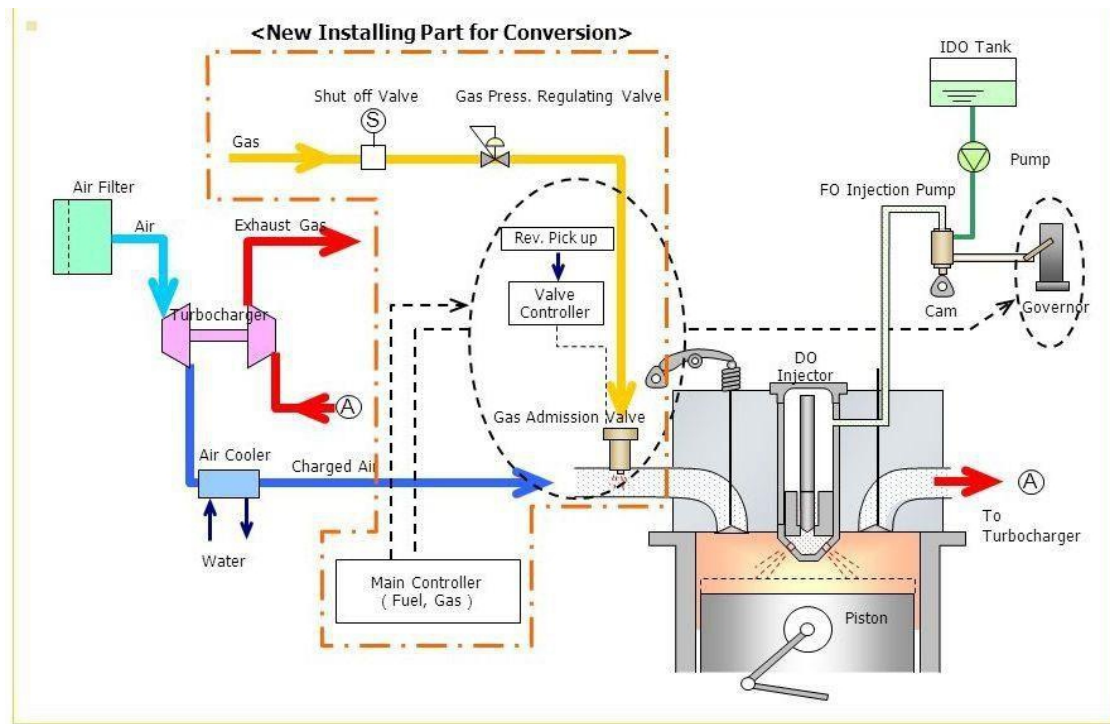 <New Installing Part for Conversion>
IDO Tank
Shut off Valve
Gas Press. Regulating Valve
S
Gas
Pump
Air Filter
FO Injection Pump
Air
Exhaust Gas
Rev. Pick up
Valve
Controller
Turbocharger
Cam
Governor
DO
Injector
A
Gas Admission Valve
Air Cooler
Charged Air
A
To
Turbocharger
Water
Main Controller
( Fuel, Gas )
Piston